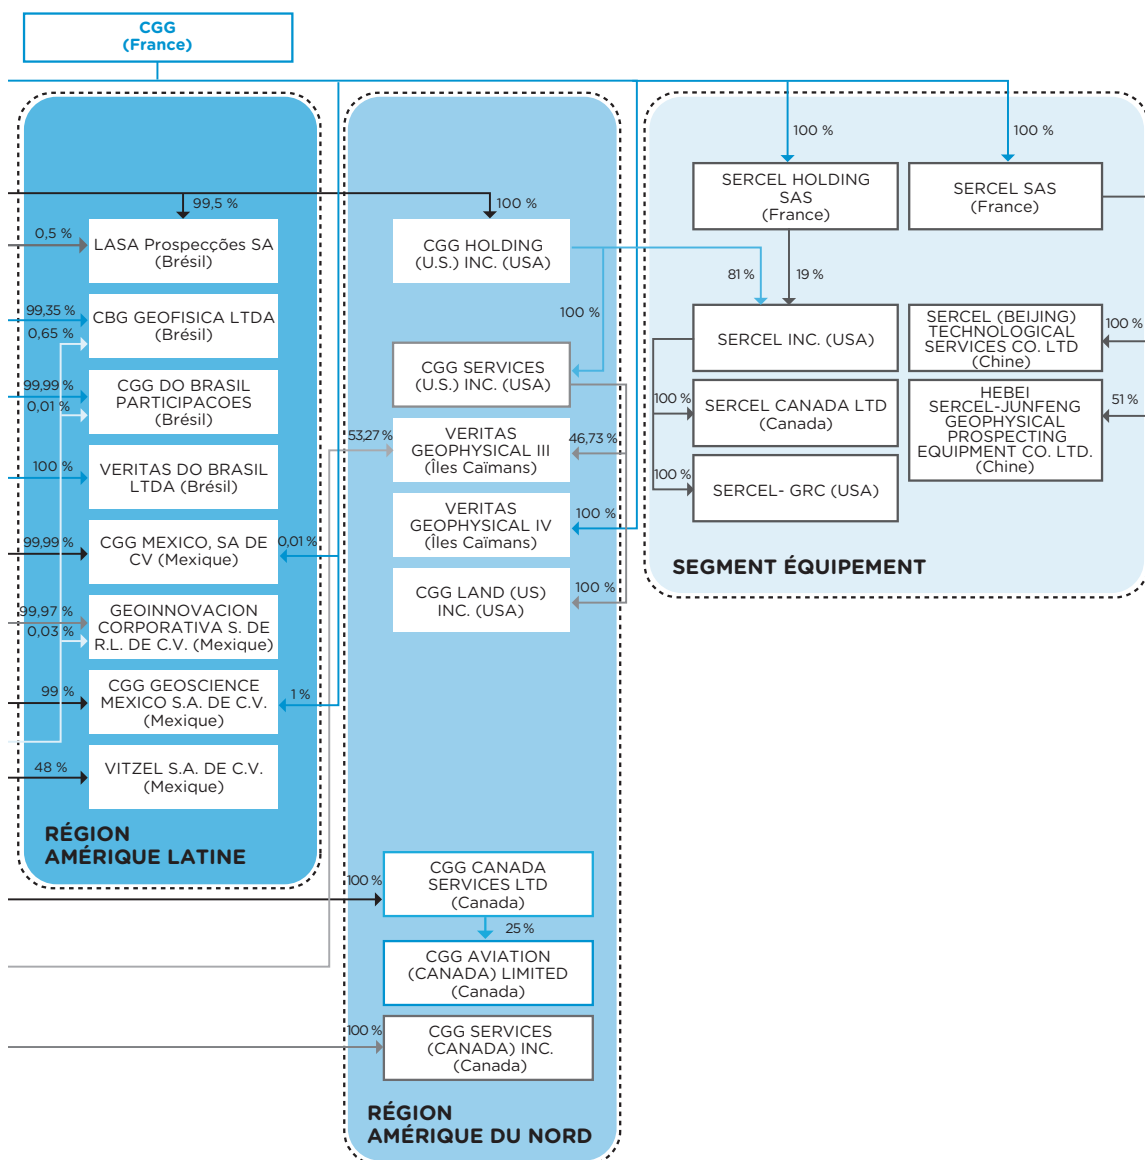 CGG
(France)
100 %
100 %
99,5 %
0,5 %
LASA Prospecções SA
(Brésil)
99,35 %
0,65 %
CBG GEOFISICA LTDA
(Brésil)
99,99 %
0,01 %
CGG DO BRASIL
PARTICIPACOES
(Brésil)
100 %
VERITAS DO BRASIL
LTDA (Brésil)
99,99 %
CGG MEXICO, SA DE
CV (Mexique)
0,01 %
99,97 %
0,03 %
GEOINNOVACION
CORPORATIVA S. DE
R.L. DE C.V. (Mexique)
99 %
CGG GEOSCIENCE
MEXICO S.A. DE C.V.
(Mexique)
1 %
48 %
VITZEL S.A. DE C.V.
(Mexique)
RÉGION
AMÉRIQUE LATINE
100 %
CGG HOLDING
(U.S.) INC. (USA)
100 %
CGG SERVICES
(U.S.) INC. (USA)
53,27 %
VERITAS
GEOPHYSICAL III
(Îles Caïmans)
46,73 %
VERITAS
GEOPHYSICAL IV
(Îles Caïmans)
100 %
CGG LAND (US)
INC. (USA)
100 %
100 %
CGG CANADA
SERVICES LTD
(Canada)
25 %
CGG AVIATION
(CANADA) LIMITED
(Canada)
100 %
CGG SERVICES
(CANADA) INC.
(Canada)
RÉGION
AMÉRIQUE DU NORD
SERCEL HOLDING
SAS
(France)
SERCEL SAS
(France)
81 %
19 %
SERCEL INC. (USA)
SERCEL (BEIJING)
TECHNOLOGICAL
SERVICES CO. LTD
(Chine)
100 %
100 %
SERCEL CANADA LTD
(Canada)
HEBEI
SERCEL-JUNFENG
GEOPHYSICAL
PROSPECTING
EQUIPMENT CO. LTD.
(Chine)
51 %
100 %
SERCEL- GRC (USA)
SEGMENT ÉQUIPEMENT